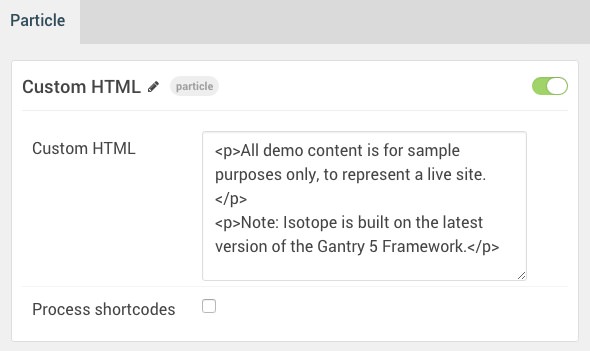 Particle
Custom HTML particle
Custom HTML
<p>All demo content is for sample
purposes only, to represent a live site.
</p>
<p>Note: Isotope is built on the latest
version of the Gantry 5 Framework.</p>
Process shortcodes